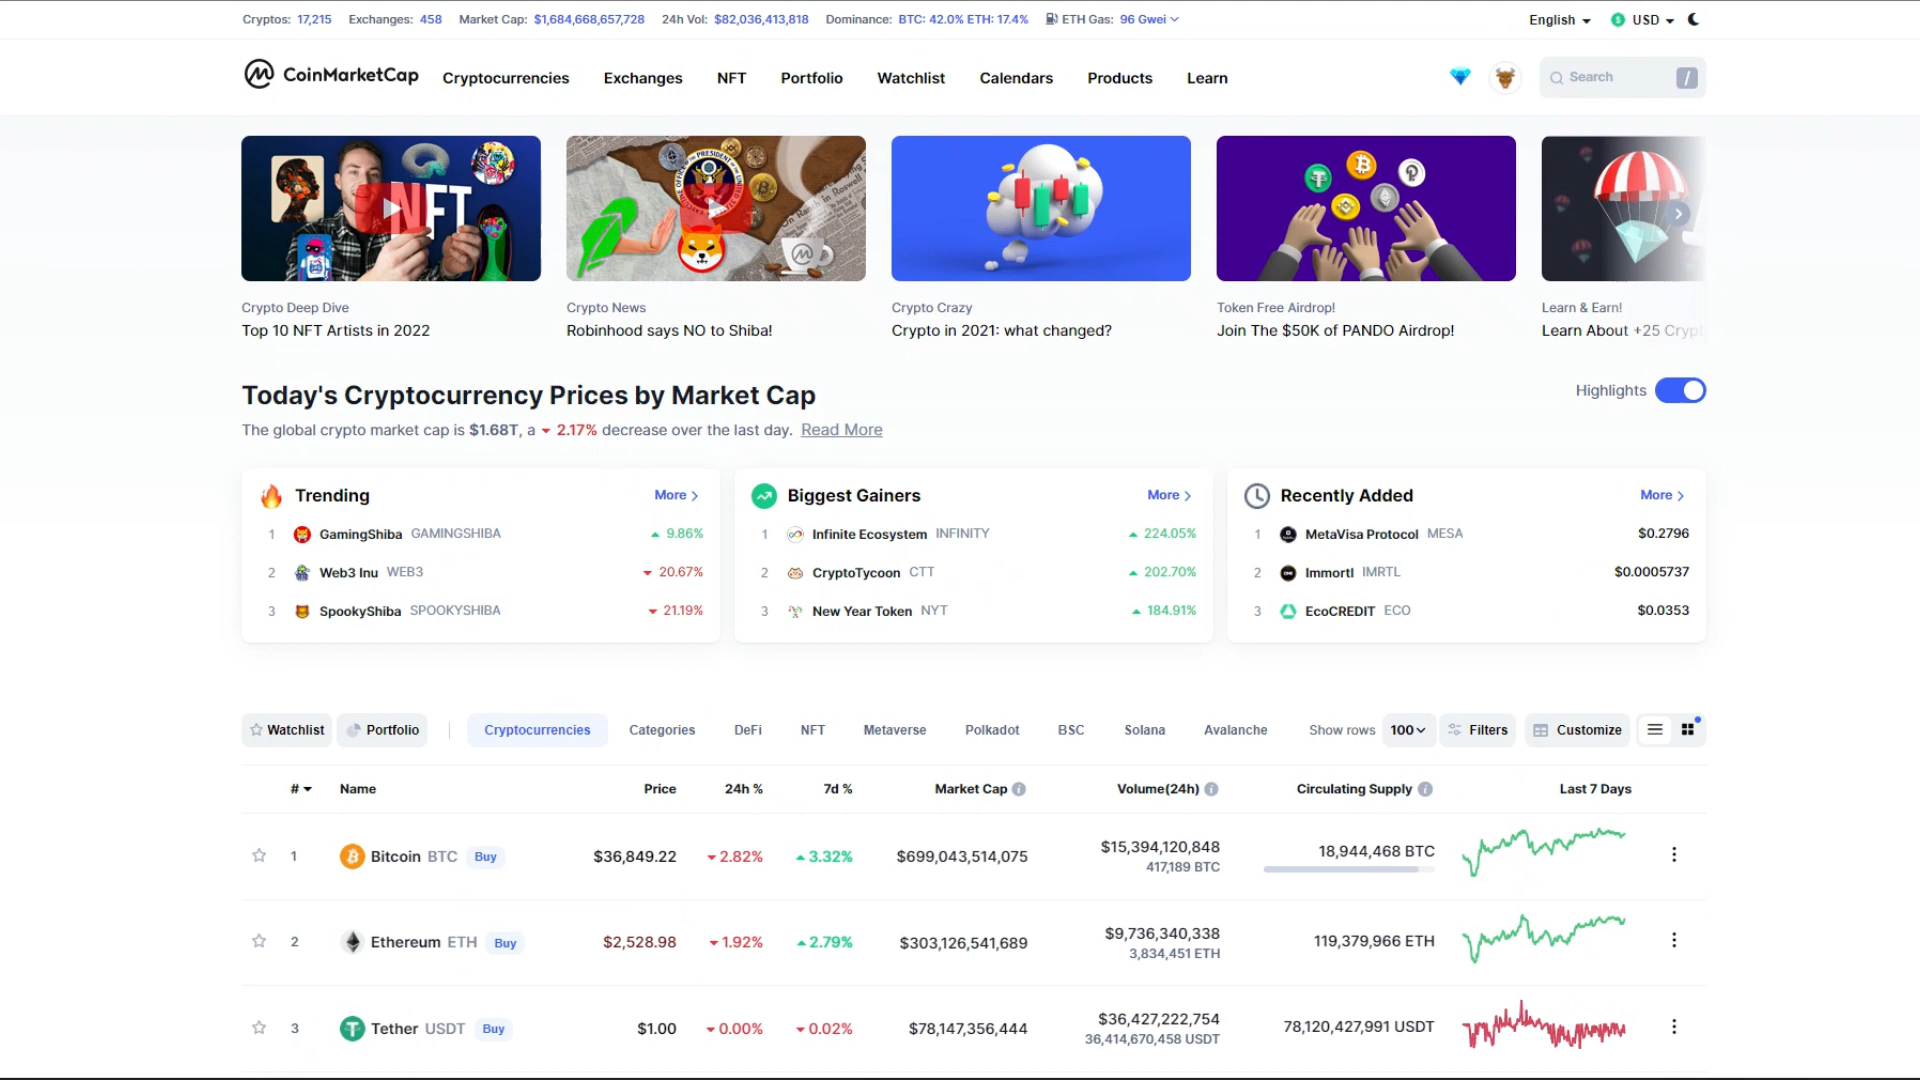 Cryptos: 17,215 Exchanges: 458 Market Cap: $1,684,668,657,728 24h Vol: $82,036,413,818 Dominance: BTC: 42.0% ETH: 17.4% ETH Gas: 96 Gwei English USD
CoinMarketCap Cryptocurrencies Exchanges NFT Portfolio Watchlist Calendars Products Learn Search /
NFT
Crypto Deep Dive
Top 10 NFT Artists in 2022
Crypto News
Robinhood says NO to Shiba!
Crypto Crazy
Crypto in 2021: what changed?
Token Free Airdrop!
Join The $50K of PANDO Airdrop!
Learn & Earn!
Learn About +25 Crypt
Today's Cryptocurrency Prices by Market Cap
Highlights
The global crypto market cap is $1.68T, a 2.17% decrease over the last day. Read More
Trending More
1 GamingShiba GAMINGSHIBA 9.86%
2 Web3 Inu WEB3 20.67%
3 SpookyShiba SPOOKYSHIBA 21.19%
Biggest Gainers More
1 Infinite Ecosystem INFINITY 224.05%
2 CryptoTycoon CTT 202.70%
3 New Year Token NYT 184.91%
Recently Added More
1 MetaVisa Protocol MESA $0.2796
2 Immortl IMRTL $0.0005737
3 EcoCREDIT ECO $0.0353
Watchlist Portfolio Cryptocurrencies Categories DeFi NFT Metaverse Polkadot BSC Solana Avalanche Show rows 100 Filters Customize
# Name Price 24h % 7d % Market Cap Volume(24h) Circulating Supply Last 7 Days
1 Bitcoin BTC Buy $36,849.22 2.82% 3.32% $699,043,514,075 $15,394,120,848 18,944,468 BTC
417,189 BTC
2 Ethereum ETH Buy $2,528.98 1.92% 2.79% $303,126,541,689 $9,736,340,338 119,379,966 ETH
3,834,451 ETH
3 Tether USDT Buy $1.00 0.00% 0.02% $78,147,356,444 $36,427,222,754 78,120,427,991 USDT
36,414,670,458 USDT